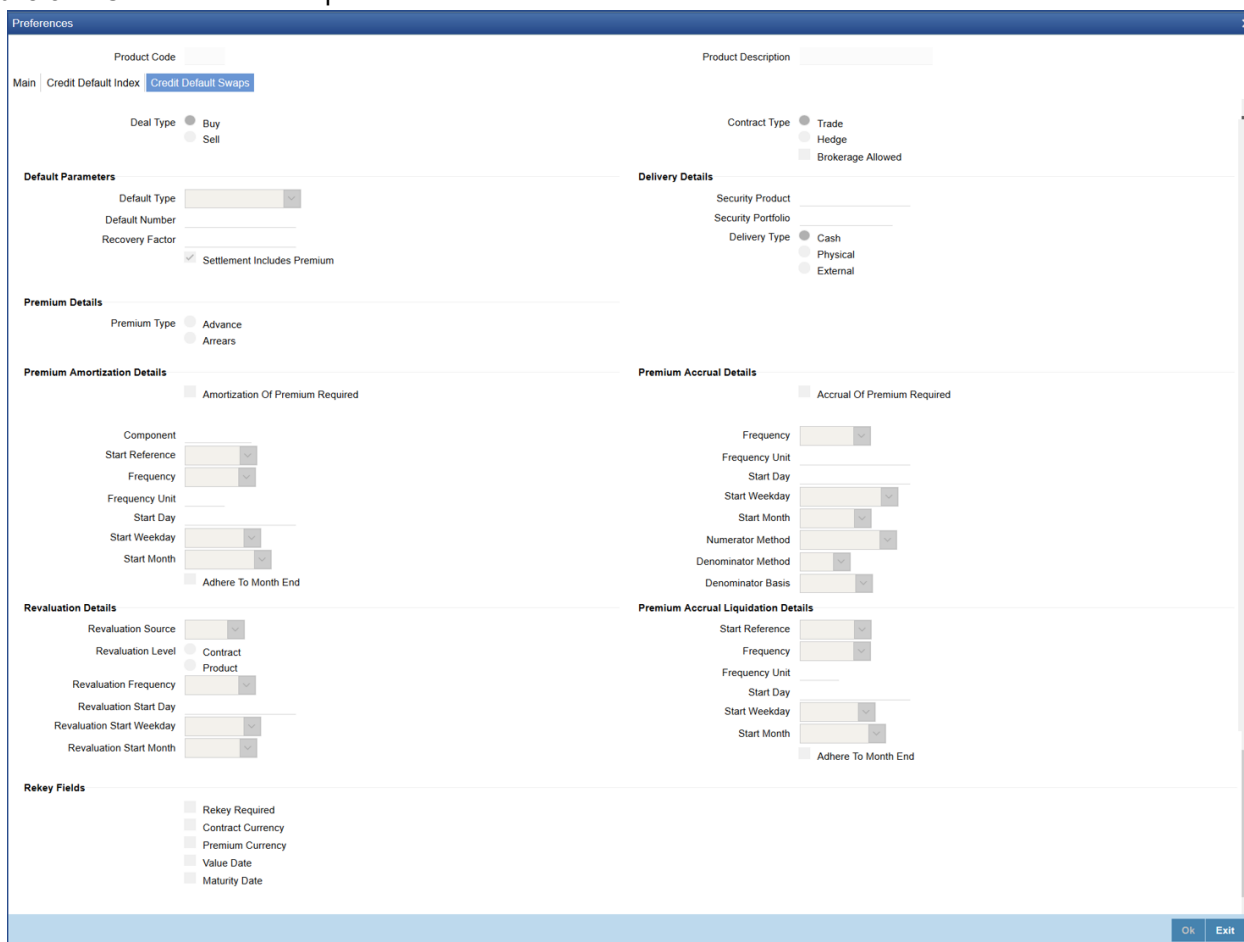 Preferences
Product Code
Product Description
Main Credit Default Index Credit Default Swaps
Deal Type Buy
Sell
Contract Type Trade
Hedge
Brokerage Allowed
Default Parameters
Default Type
Default Number
Recovery Factor
Settlement Includes Premium
Delivery Details
Security Product
Security Portfolio
Delivery Type Cash
Physical
External
Premium Details
Premium Type Advance
Arrears
Premium Amortization Details
Amortization Of Premium Required
Component
Start Reference
Frequency
Frequency Unit
Start Day
Start Weekday
Start Month
Adhere To Month End
Premium Accrual Details
Accrual Of Premium Required
Frequency
Frequency Unit
Start Day
Start Weekday
Start Month
Numerator Method
Denominator Method
Denominator Basis
Revaluation Details
Revaluation Source
Revaluation Level Contract
Product
Revaluation Frequency
Revaluation Start Day
Revaluation Start Weekday
Revaluation Start Month
Premium Accrual Liquidation Details
Start Reference
Frequency
Frequency Unit
Start Day
Start Weekday
Start Month
Adhere To Month End
Rekey Fields
Rekey Required
Contract Currency
Premium Currency
Value Date
Maturity Date
Ok Exit